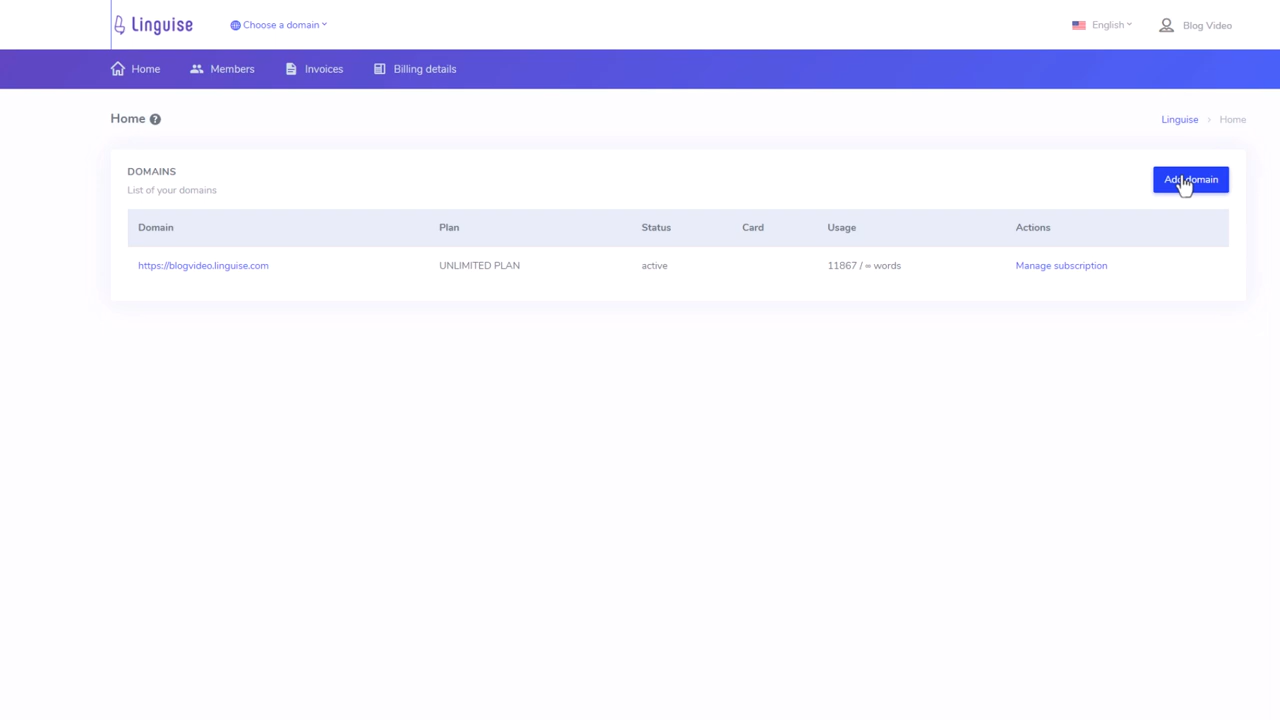 Linguise
Choose a domain
English
Blog Video
Home
Members
Invoices
Billing details
Home ?
Linguise › Home
DOMAINS
List of your domains
Add domain
Domain Plan Status Card Usage Actions
https://blogvideo.linguise.com UNLIMITED PLAN active 11867 / ∞ words Manage subscription